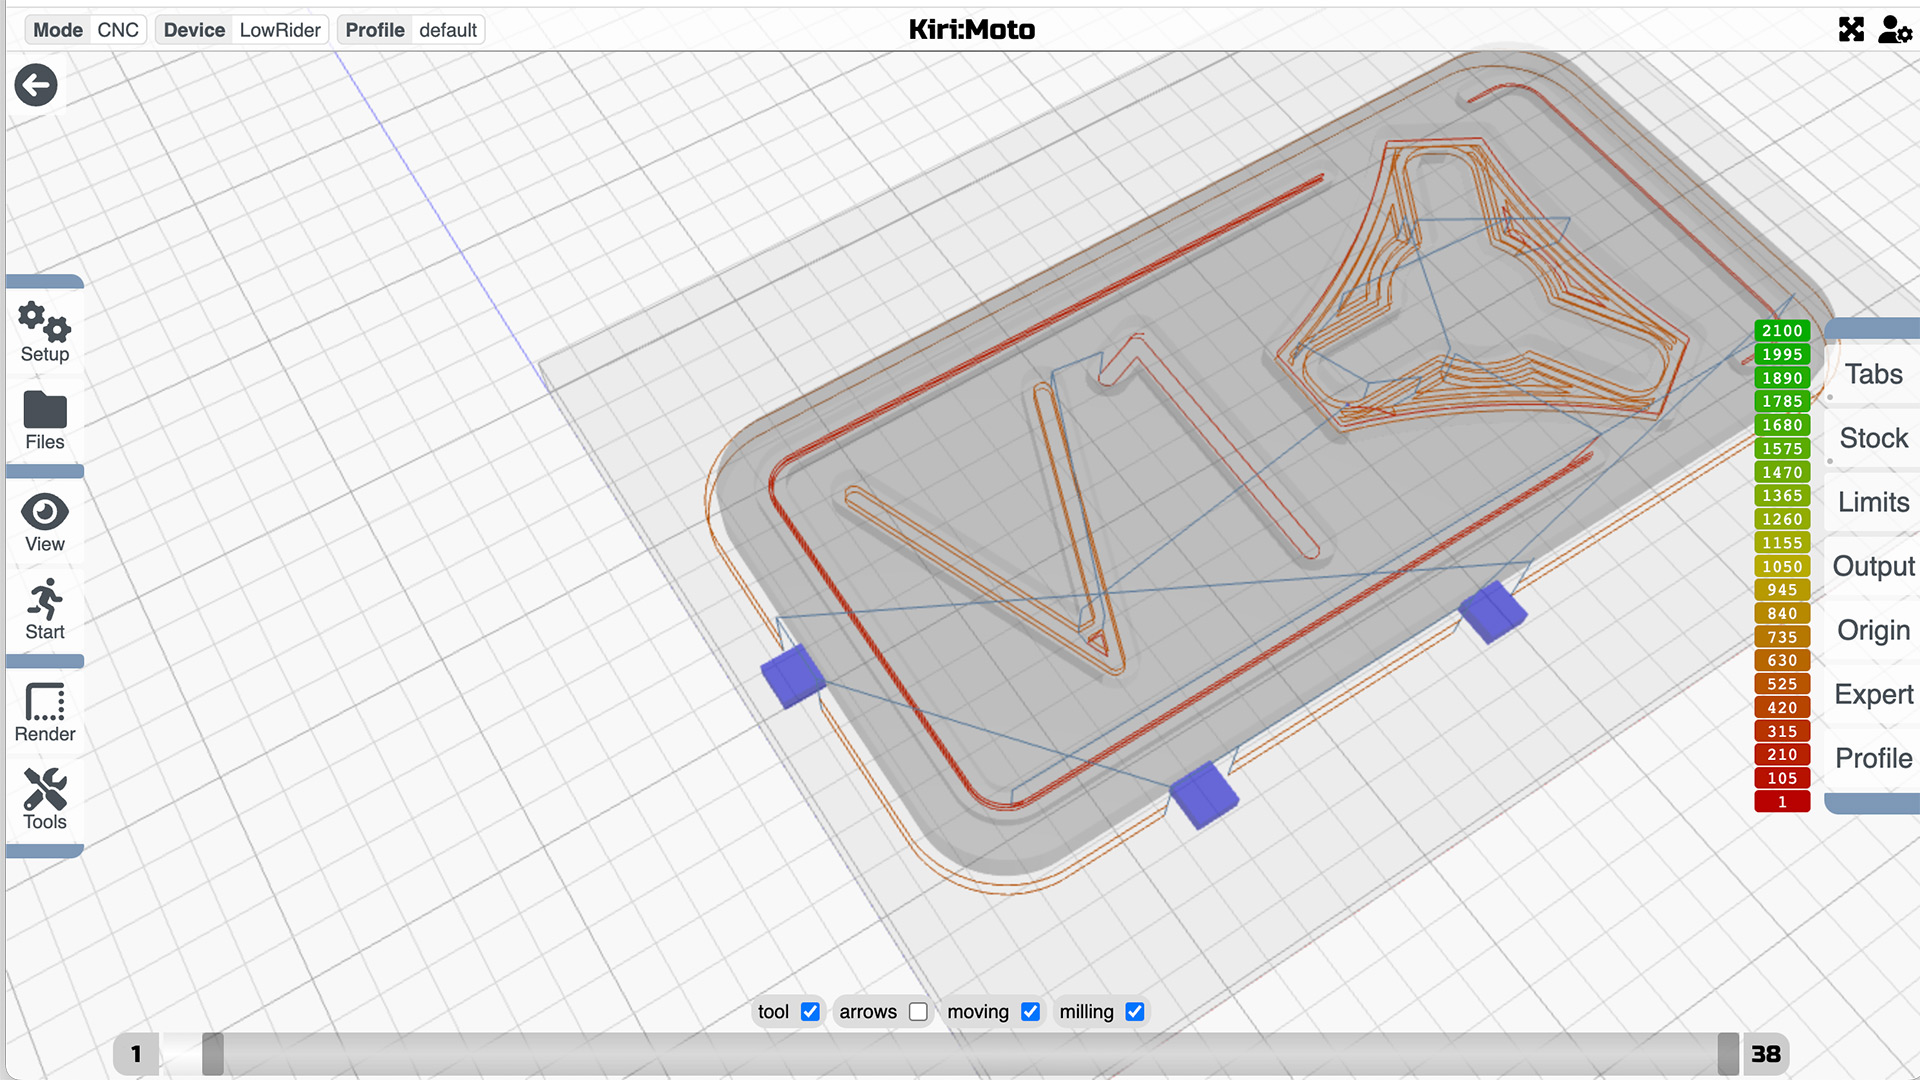 Mode CNC Device LowRider Profile default Kiri:Moto
Setup
Files
View
Start
Render
Tools
2100
1995
1890
1785
1680
1575
1470
1365
1260
1155
1050
945
840
735
630
525
420
315
210
105
1
Tabs
Stock
Limits
Output
Origin
Expert
Profile
tool arrows moving milling
1 38